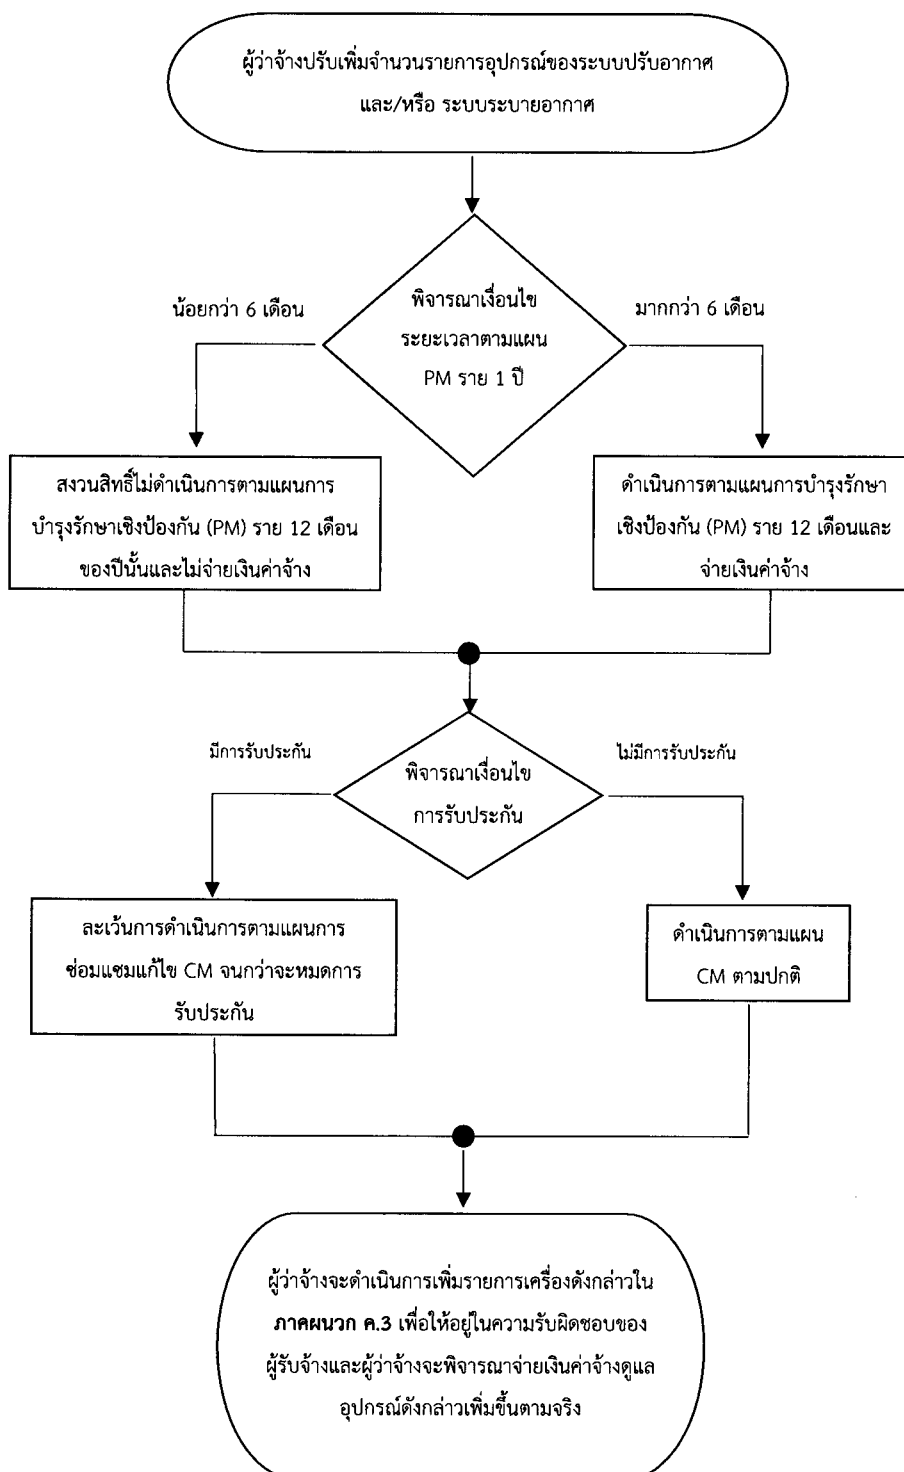 ผู้ว่าจ้างปรับเพิ่มจำนวนรายการอุปกรณ์ของระบบปรับอากาศ
และ/หรือ ระบบระบายอากาศ
น้อยกว่า 6 เดือน
พิจารณาเงื่อนไข
ระยะเวลาตามแผน
PM ราย 1 ปี
มากกว่า 6 เดือน
สงวนสิทธิ์ไม่ดำเนินการตามแผนการ
บำรุงรักษาเชิงป้องกัน (PM) ราย 12 เดือน
ของปีนั้นและไม่จ่ายเงินค่าจ้าง
ดำเนินการตามแผนการบำรุงรักษา
เชิงป้องกัน (PM) ราย 12 เดือนและ
จ่ายเงินค่าจ้าง
มีการรับประกัน
พิจารณาเงื่อนไข
การรับประกัน
ไม่มีการรับประกัน
ละเว้นการดำเนินการตามแผนการ
ซ่อมแซมแก้ไข CM จนกว่าจะหมดการ
รับประกัน
ดำเนินการตามแผน
CM ตามปกติ
ผู้ว่าจ้างจะดำเนินการเพิ่มรายการเครื่องดังกล่าวใน
ภาคผนวก ค.3 เพื่อให้อยู่ในความรับผิดชอบของ
ผู้รับจ้างและผู้ว่าจ้างจะพิจารณาจ่ายเงินค่าจ้างดูแล
อุปกรณ์ดังกล่าวเพิ่มขึ้นตามจริง